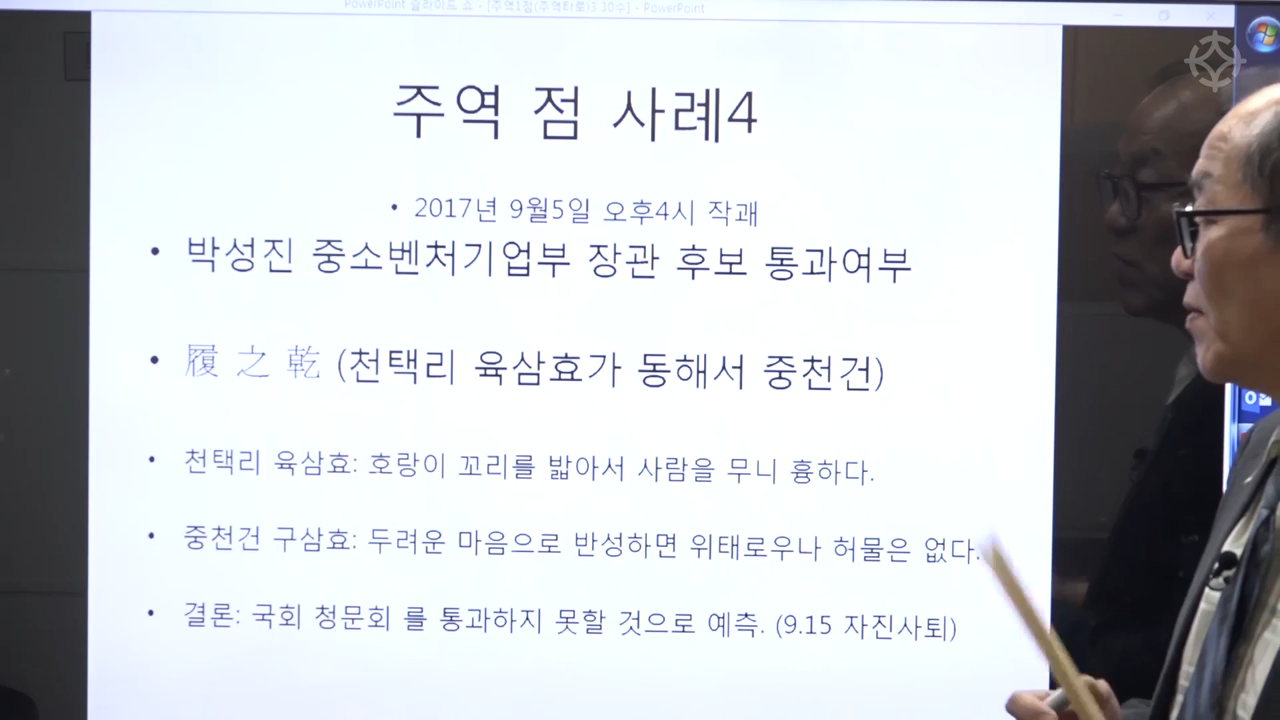 PowerPoint 슬라이드 쇼 - [주역1점(주역타로)3.30수] - PowerPoint
주역 점 사례4
• 2017년 9월5일 오후4시 작괘
• 박성진 중소벤처기업부 장관 후보 통과여부
• 履 之 乾 (천택리 육삼효가 동해서 중천건)
• 천택리 육삼효: 호랑이 꼬리를 밟아서 사람을 무니 흉하다.
• 중천건 구삼효: 두려운 마음으로 반성하면 위태로우나 허물은 없다.
• 결론: 국회 청문회 를 통과하지 못할 것으로 예측. (9.15 자진사퇴)